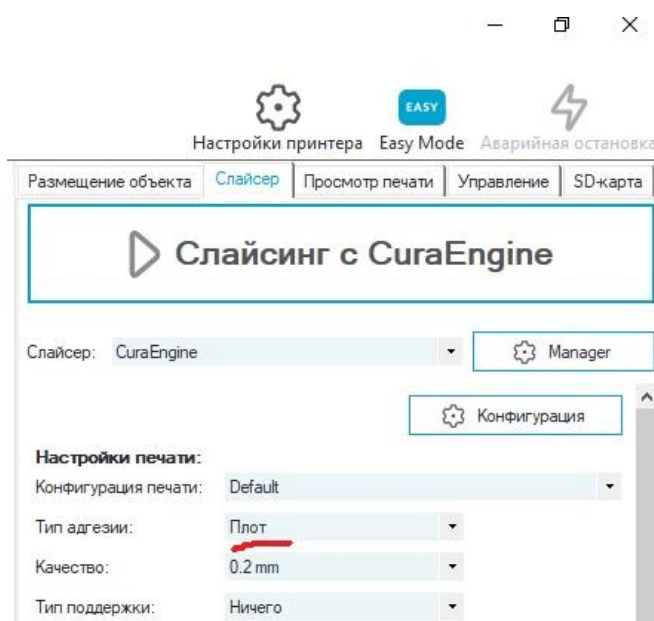 EASY
Настройки принтера Easy Mode Аварийная остановка
Размещение объекта Слайсер Просмотр печати Управление SD-карта
Слайсинг с CuraEngine
Слайсер: CuraEngine Manager
Конфигурация
Настройки печати:
Конфигурация печати: Default
Тип адгезии: Плот
Качество: 0.2 mm
Тип поддержки: Ничего